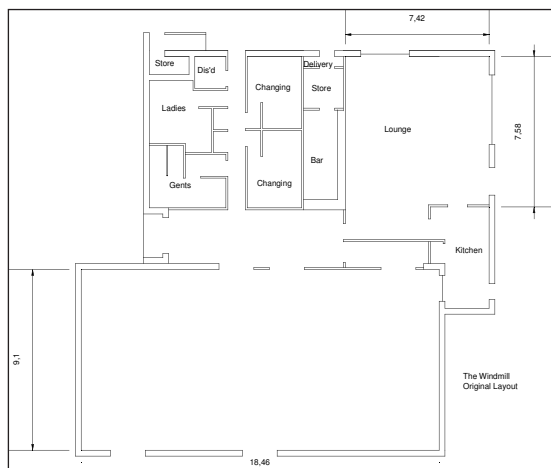 7,42
Store
Dis'd
Delivery
Store
Changing
Ladies
Lounge
7,58
Bar
Changing
Gents
Kitchen
9,1
The Windmill
Original Layout
18,46